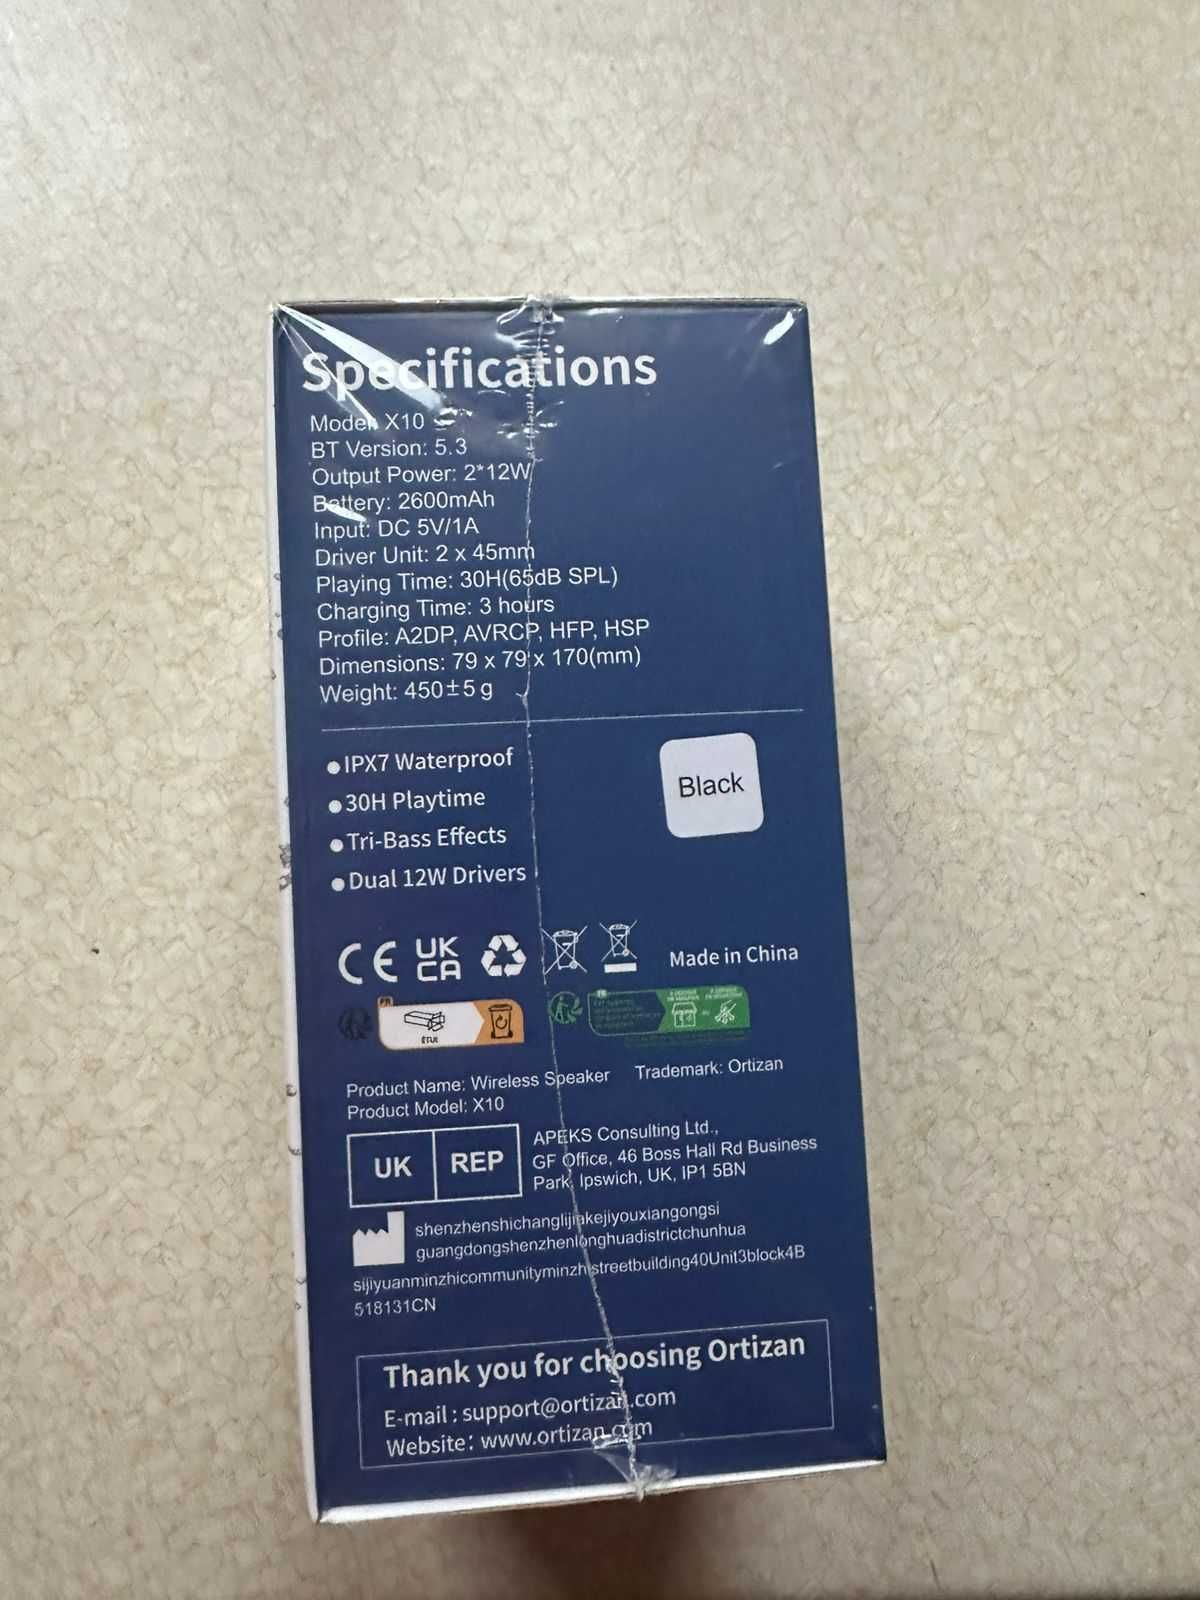 Specifications
Model: X10
BT Version: 5.3
Output Power: 2*12W
Battery: 2600mAh
Input: DC 5V/1A
Driver Unit: 2 x 45mm
Playing Time: 30H(65dB SPL)
Charging Time: 3 hours
Profile: A2DP, AVRCP, HFP, HSP
Dimensions: 79 x 79 x 170(mm)
Weight: 450±5 g
IPX7 Waterproof
30H Playtime
Tri-Bass Effects
Dual 12W Drivers
Black
CE UK CA
Made in China
FR
ÉTUI
FR
Product Name: Wireless Speaker Trademark: Ortizan
Product Model: X10
UK REP
APEKS Consulting Ltd.,
GF Office, 46 Boss Hall Rd Business
Park, Ipswich, UK, IP1 5BN
shenzhenshichanglijiakejiyouxiangongsi
guangdongshenzhenlonghuadistrictchunhua
sijiyuanminzhicommunityminzhistreetbuilding40Unit3block4B
518131CN
Thank you for choosing Ortizan
E-mail : support@ortizan.com
Website: www.ortizan.com